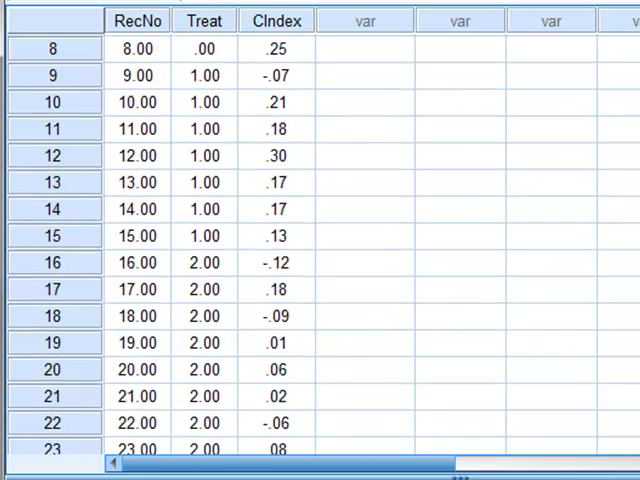 RecNo Treat CIndex var var var v
8 8.00 .00 .25
9 9.00 1.00 -.07
10 10.00 1.00 .21
11 11.00 1.00 .18
12 12.00 1.00 .30
13 13.00 1.00 .17
14 14.00 1.00 .17
15 15.00 1.00 .13
16 16.00 2.00 -.12
17 17.00 2.00 .18
18 18.00 2.00 -.09
19 19.00 2.00 .01
20 20.00 2.00 .06
21 21.00 2.00 .02
22 22.00 2.00 -.06
23 23.00 2.00 .08